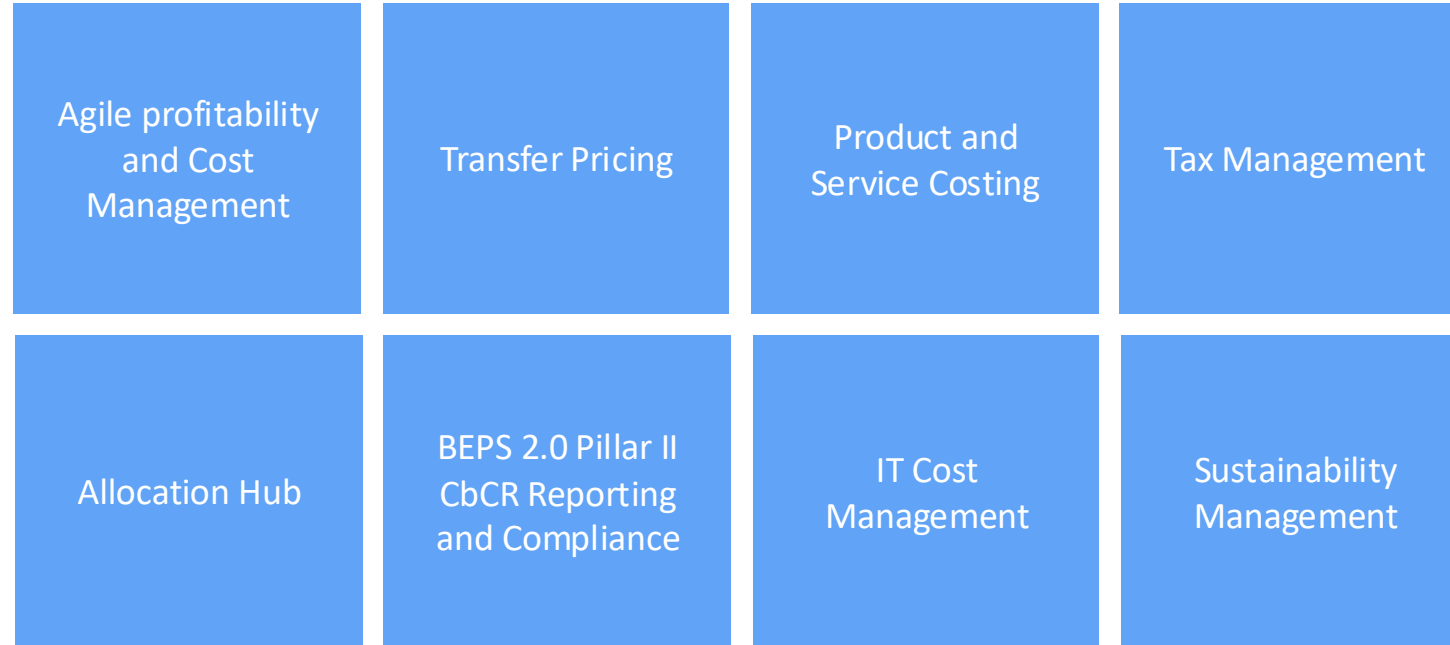 Agile profitability
and Cost
Management
Transfer Pricing
Product and
Service Costing
Tax Management
Allocation Hub
BEPS 2.0 Pillar II
CbCR Reporting
and Compliance
IT Cost
Management
Sustainability
Management